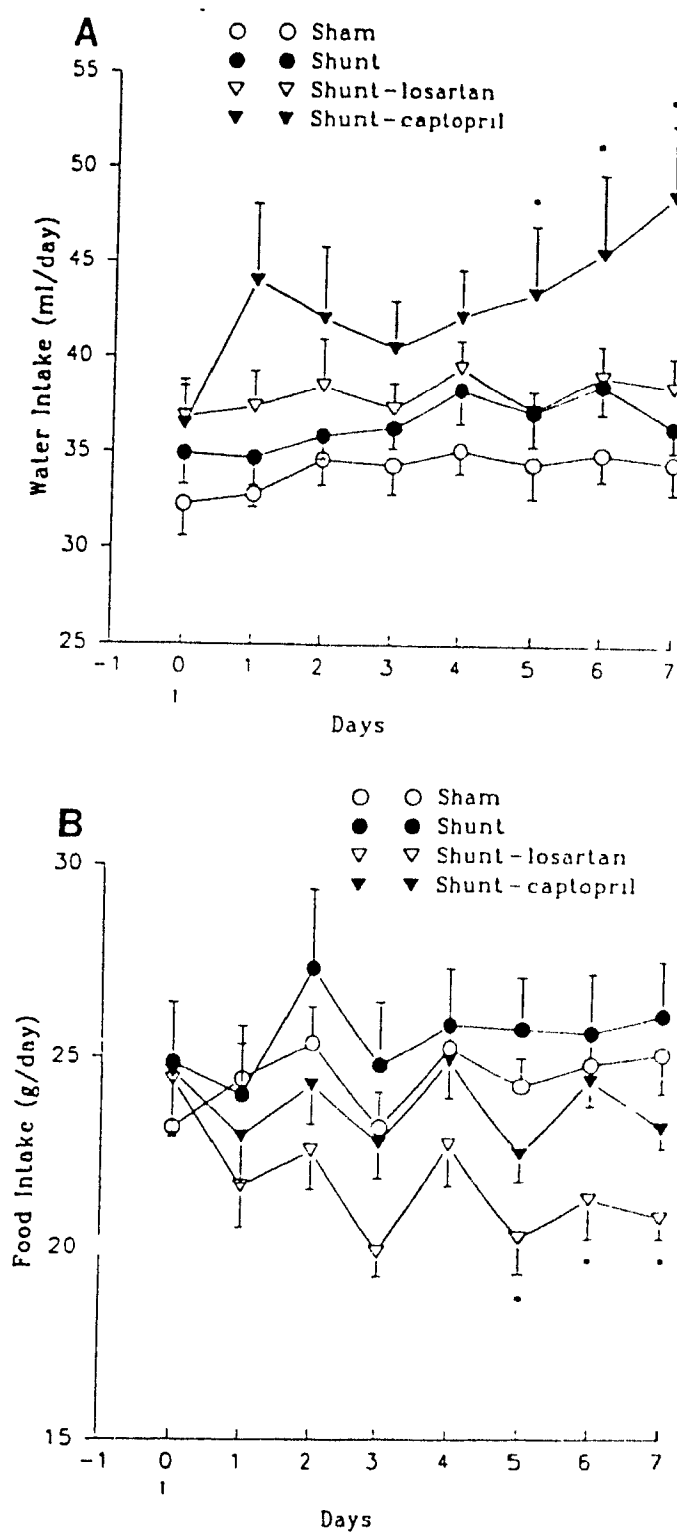 A
Sham
Shunt
Shunt-losartan
Shunt-captopril
Water Intake (ml/day)
55
50
45
40
35
30
25
-1 0 1 2 3 4 5 6 7
1
Days
B
Sham
Shunt
Shunt-losartan
Shunt-captopril
Food Intake (g/day)
30
25
20
15
-1 0 1 2 3 4 5 6 7
1
Days